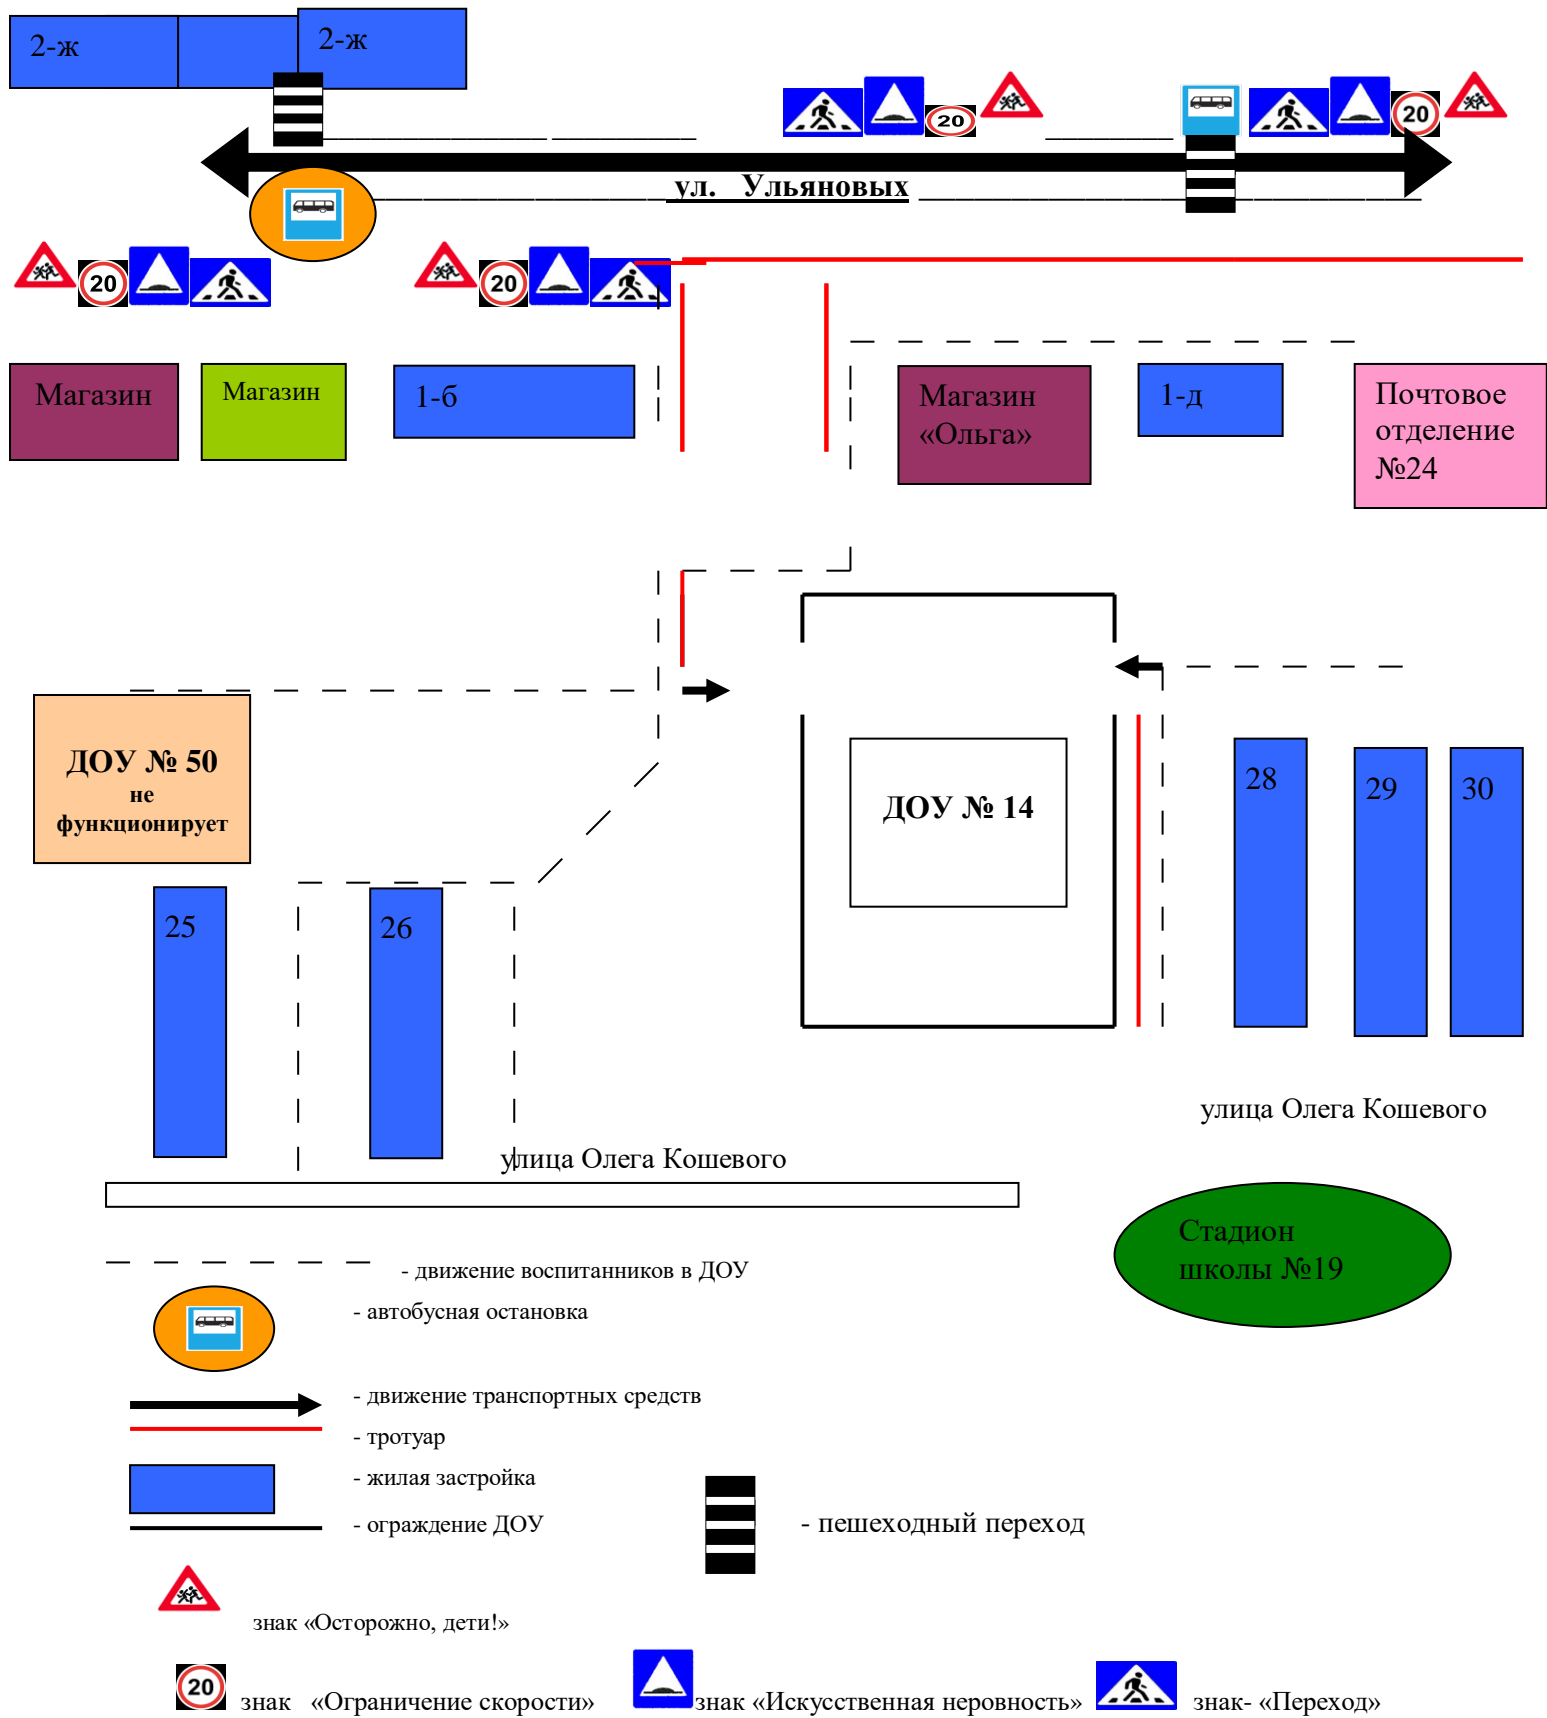 2-ж
2-ж
20
20
ул. Ульяновых
20
20
Магазин
Магазин
1-б
Магазин
«Ольга»
1-д
Почтовое
отделение
№24
ДОУ № 50
не
функционирует
ДОУ № 14
28
29
30
25
26
улица Олега Кошевого
улица Олега Кошевого
Стадион
школы №19
- движение воспитанников в ДОУ
- автобусная остановка
- движение транспортных средств
- тротуар
- жилая застройка
- ограждение ДОУ
- пешеходный переход
знак «Осторожно, дети!»
20 знак «Ограничение скорости» знак «Искусственная неровность» знак- «Переход»